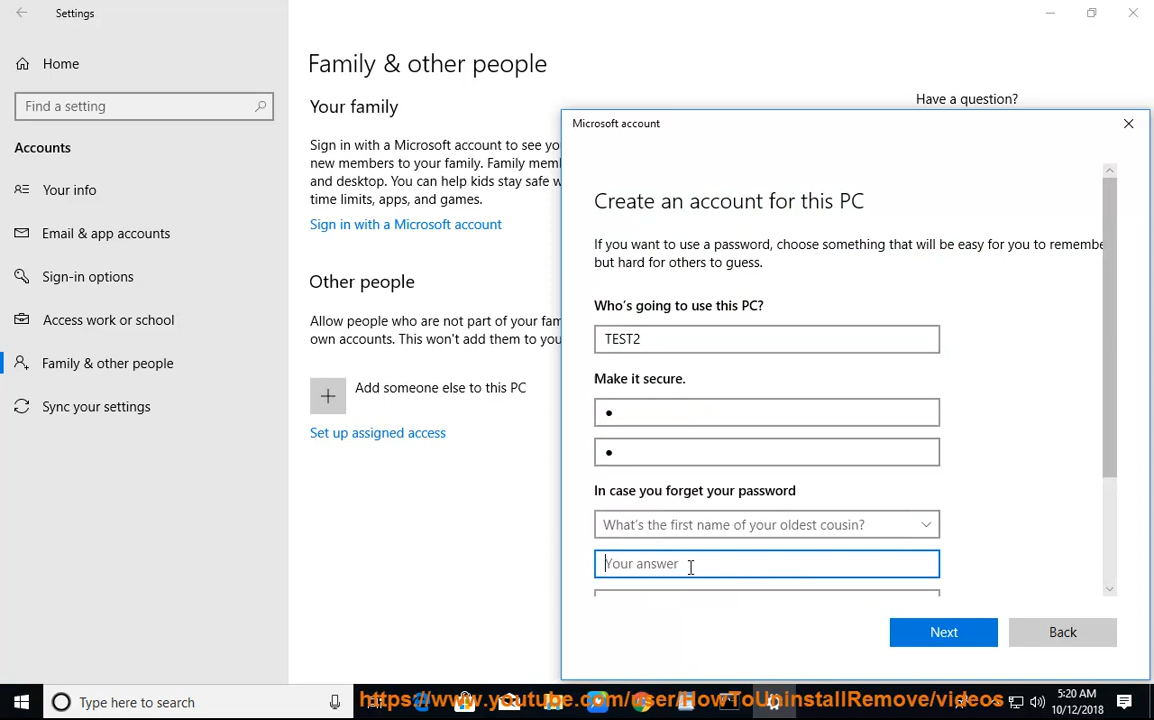 Settings
Home
Find a setting
Accounts
Your info
Email & app accounts
Sign-in options
Access work or school
Family & other people
Sync your settings
Family & other people
Your family
Sign in with a Microsoft account to see yo
new members to your family. Family mem
and desktop. You can help kids stay safe w
time limits, apps, and games.
Sign in with a Microsoft account
Other people
Allow people who are not part of your fam
own accounts. This won't add them to you
Add someone else to this PC
Set up assigned access
Have a question?
Microsoft account
Create an account for this PC
If you want to use a password, choose something that will be easy for you to remembe
but hard for others to guess.
Who's going to use this PC?
TEST2
Make it secure.
In case you forget your password
What's the first name of your oldest cousin?
Your answer
Next
Back
Type here to search
https://www.youtube.com/user/HowToUninstallRemove/videos
5:20 AM
10/12/2018